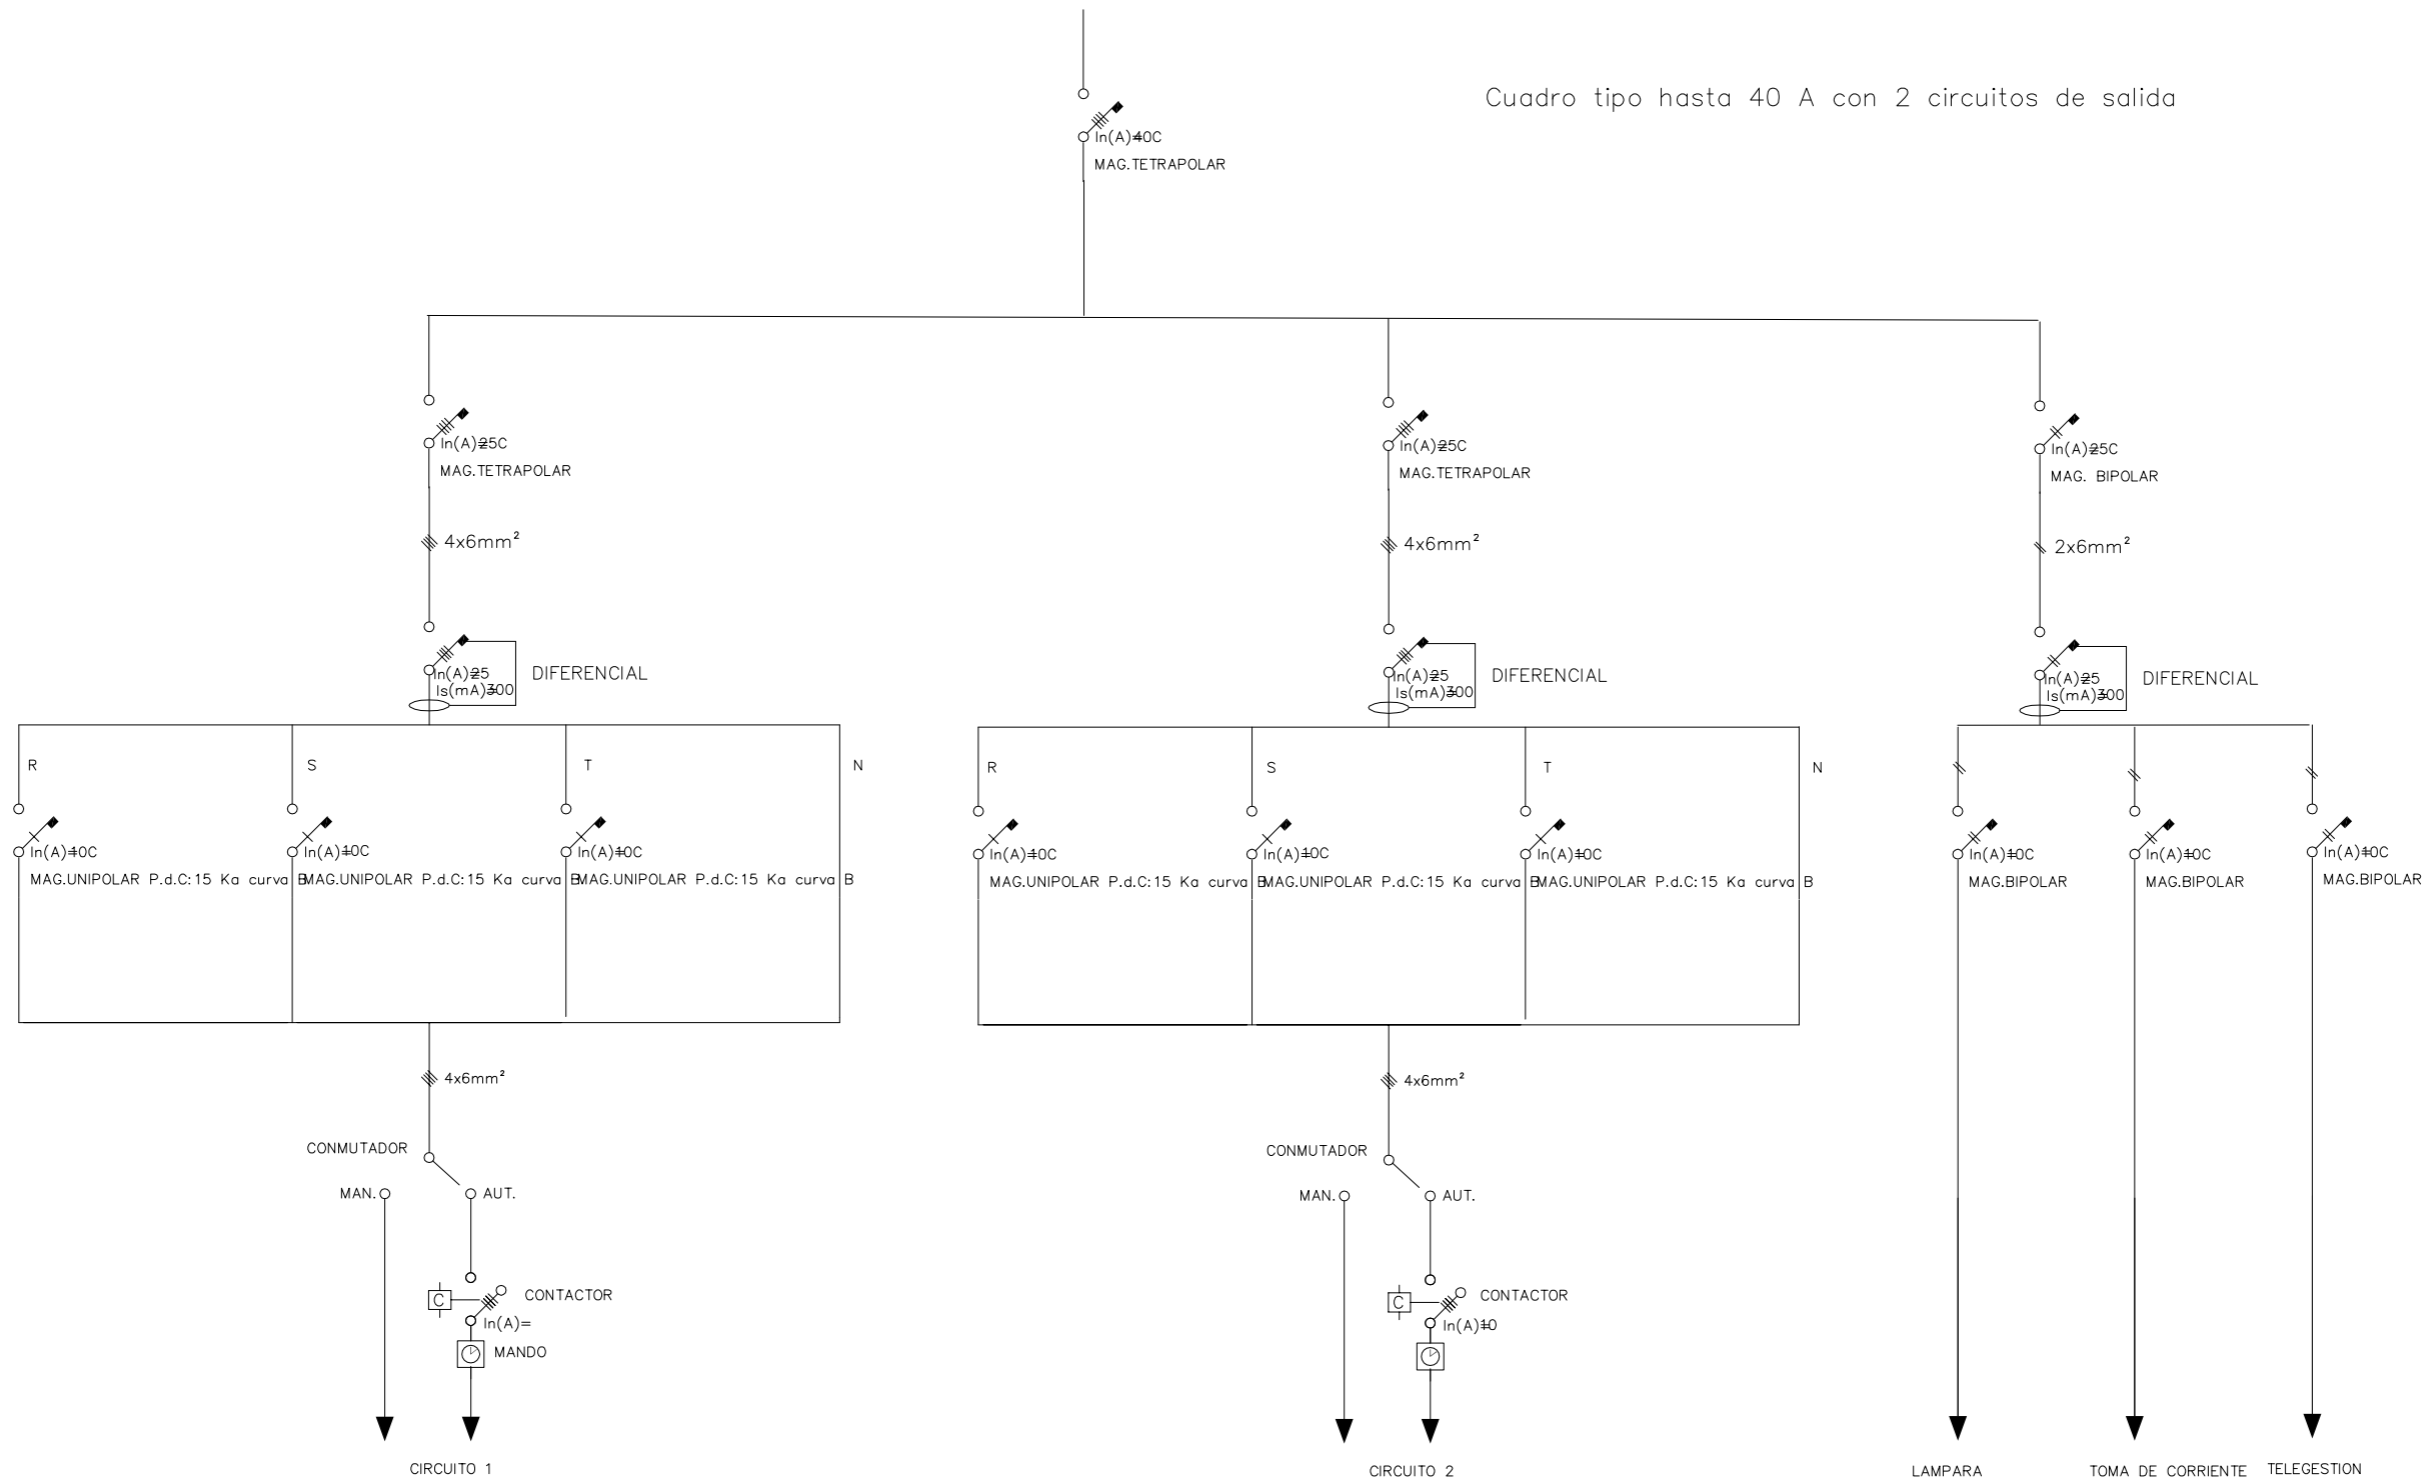 Cuadro tipo hasta 40 A con 2 circuitos de salida
In(A)=40C
MAG.TETRAPOLAR
In(A)=25C
MAG.TETRAPOLAR
In(A)=25C
MAG.TETRAPOLAR
In(A)=25C
MAG. BIPOLAR
4x6mm²
4x6mm²
2x6mm²
In(A)=25
Is(mA)=300
DIFERENCIAL
In(A)=25
Is(mA)=300
DIFERENCIAL
In(A)=25
Is(mA)=300
DIFERENCIAL
R
S
T
N
R
S
T
N
In(A)=10C
MAG.UNIPOLAR P.d.C:15 Ka curva B
In(A)=10C
MAG.UNIPOLAR P.d.C:15 Ka curva B
In(A)=10C
MAG.UNIPOLAR P.d.C:15 Ka curva B
In(A)=10C
MAG.UNIPOLAR P.d.C:15 Ka curva B
In(A)=10C
MAG.UNIPOLAR P.d.C:15 Ka curva B
In(A)=10C
MAG.UNIPOLAR P.d.C:15 Ka curva B
In(A)=10C
MAG.BIPOLAR
In(A)=10C
MAG.BIPOLAR
In(A)=10C
MAG.BIPOLAR
4x6mm²
4x6mm²
CONMUTADOR
MAN.
AUT.
CONMUTADOR
MAN.
AUT.
C
CONTACTOR
In(A)=
MANDO
C
CONTACTOR
In(A)=10
CIRCUITO 1
CIRCUITO 2
LAMPARA
TOMA DE CORRIENTE
TELEGESTION